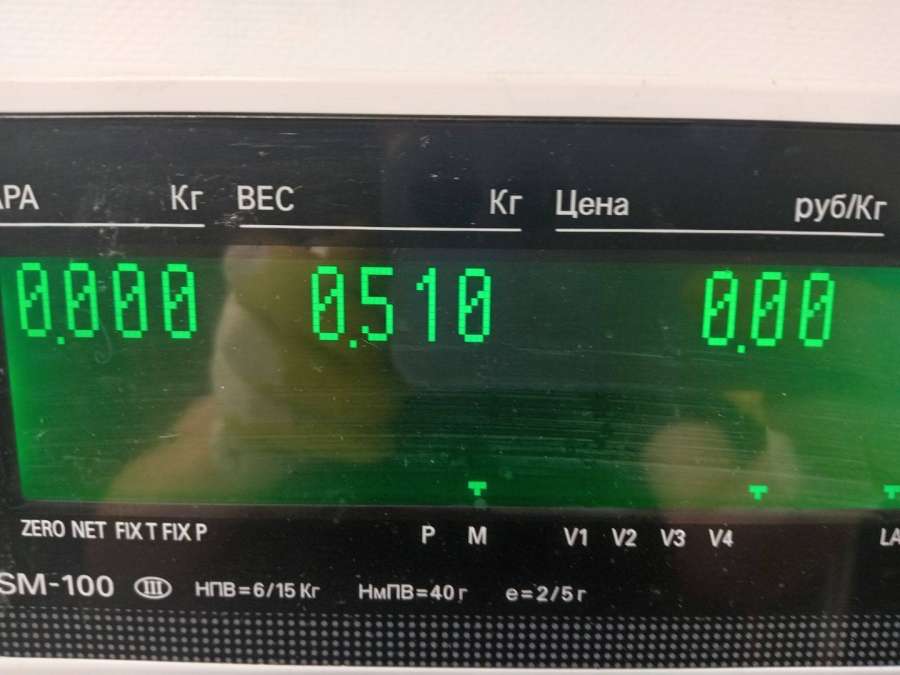 АРА Кг ВЕС Кг Цена руб/Кг
0.000 0.510 0.00
ZERO NET FIX T FIX P P M V1 V2 V3 V4 LA
SM-100 III НПВ=6/15 Кг НмПВ=40 г e=2/5 г